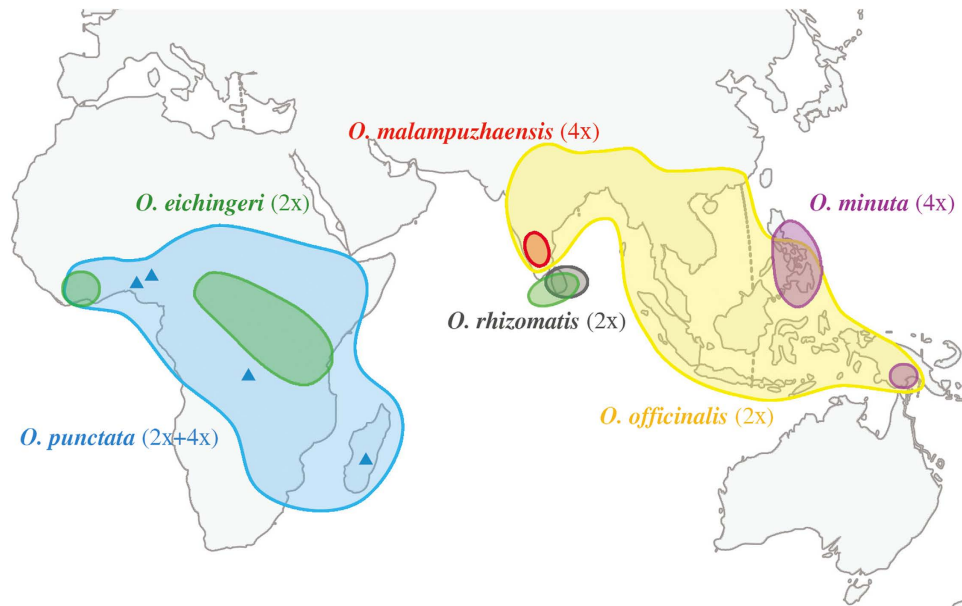 O. malampuzhaensis (4x)
O. eichingeri (2x)
O. minuta (4x)
O. rhizomatis (2x)
O. officinalis (2x)
O. punctata (2x+4x)